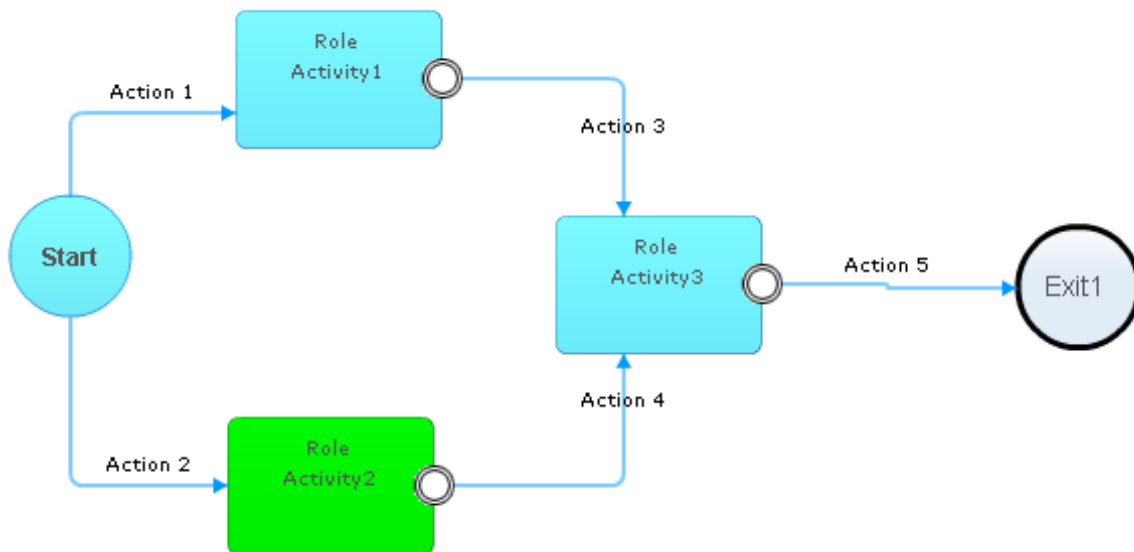 Role
Activity1
Action 1
Action 3
Start
Role
Activity3
Action 5
Exit1
Action 4
Role
Activity2
Action 2